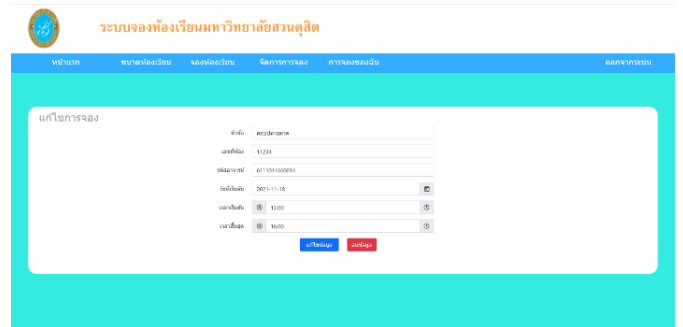 ระบบจองห้องเรียนมหาวิทยาลัยสวนดุสิต
หน้าแรก ขนาดห้องเรียน จองห้องเรียน จัดการการจอง การจองของฉัน ออกจากระบบ
แก้ไขการจอง
หัวข้อ
เลขที่ห้อง 11234
รหัสอาจารย์
วันที่เริ่มต้น 2021-11-18
เวลาเริ่มต้น 13:00
เวลาสิ้นสุด 16:00
แก้ไขข้อมูล ลบข้อมูล